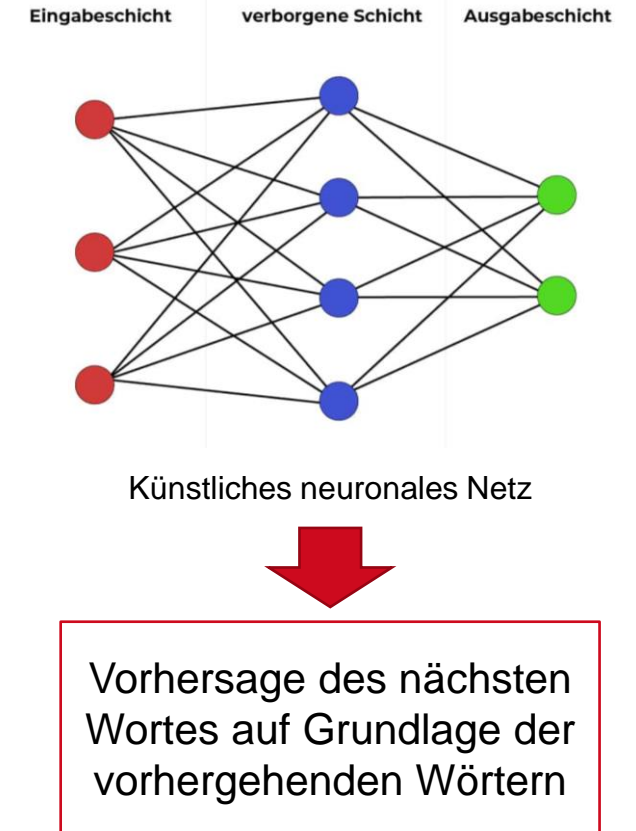 Eingabeschicht verborgene Schicht Ausgabeschicht
Künstliches neuronales Netz
Vorhersage des nächsten
Wortes auf Grundlage der
vorhergehenden Wörtern